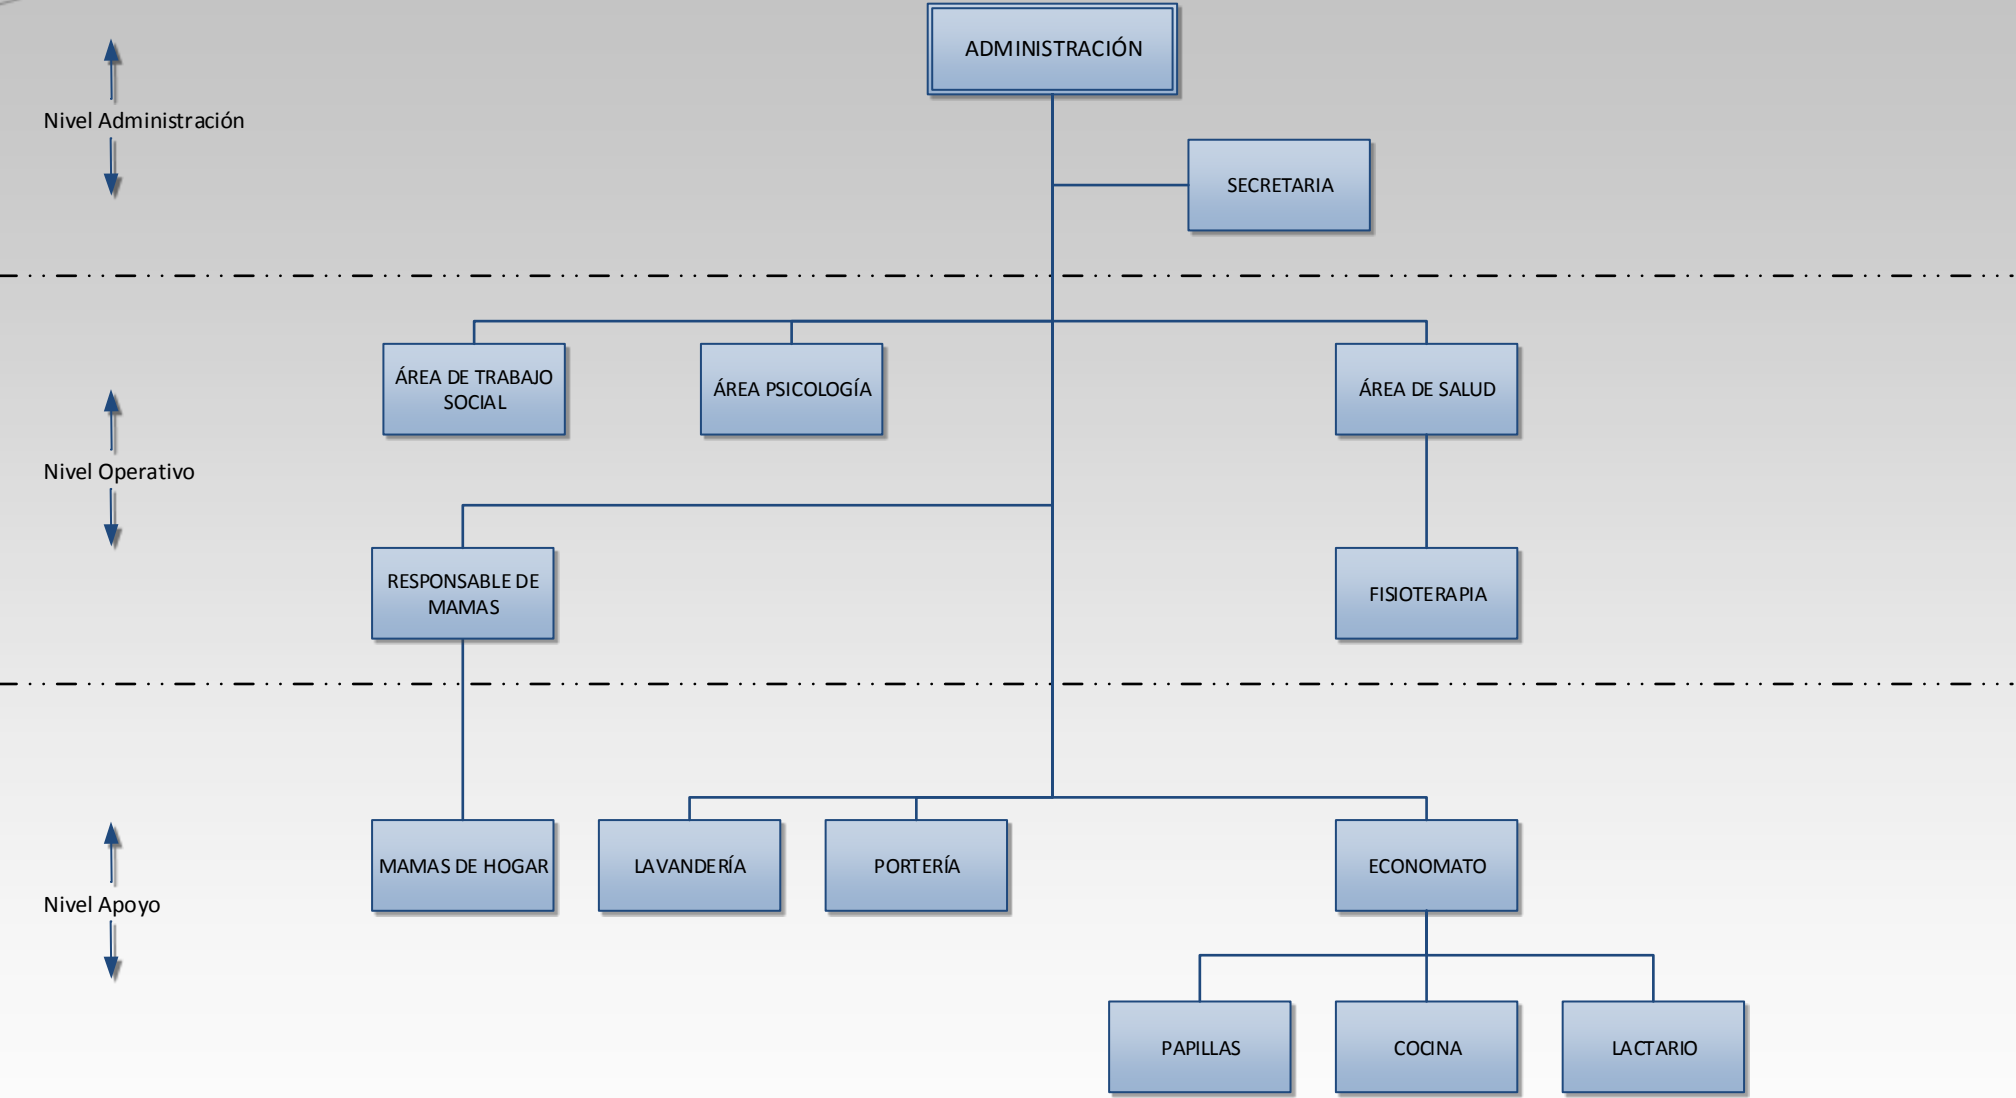 ADMINISTRACIÓN
Nivel Administración
SECRETARIA
ÁREA DE TRABAJO
SOCIAL
ÁREA PSICOLOGÍA
ÁREA DE SALUD
Nivel Operativo
RESPONSABLE DE
MAMAS
FISIOTERAPIA
MAMAS DE HOGAR
LAVANDERÍA
PORTERÍA
ECONOMATO
Nivel Apoyo
PAPILLAS
COCINA
LACTARIO